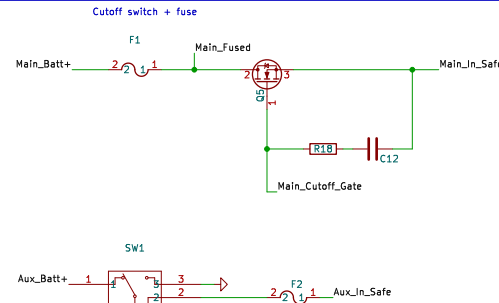 Cutoff switch + fuse
F1
Main_Fused
Main_Batt+
2 2 1 1
Main_In_Safe
2 3
Q5
1
R18
C12
Main_Cutoff_Gate
SW1
Aux_Batt+
1 1 3 3
2 2
F2
2 2 1 1
Aux_In_Safe